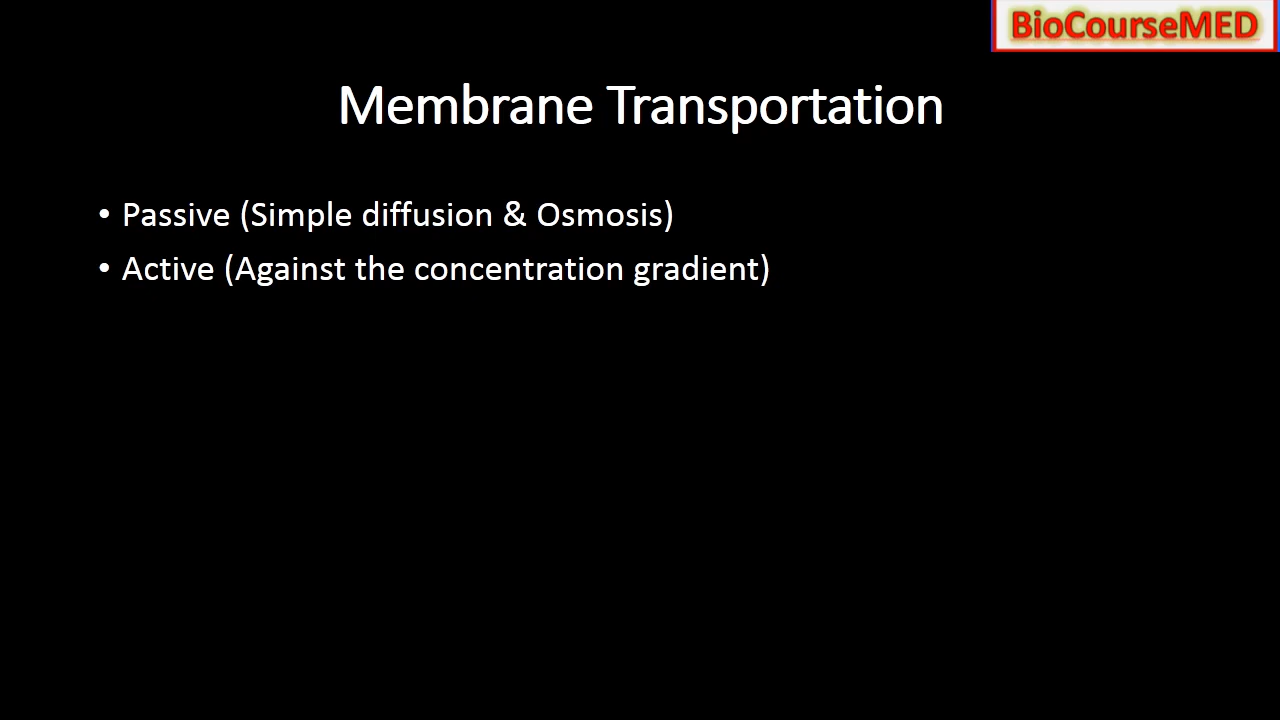 BioCourseMED
Membrane Transportation
• Passive (Simple diffusion & Osmosis)
• Active (Against the concentration gradient)